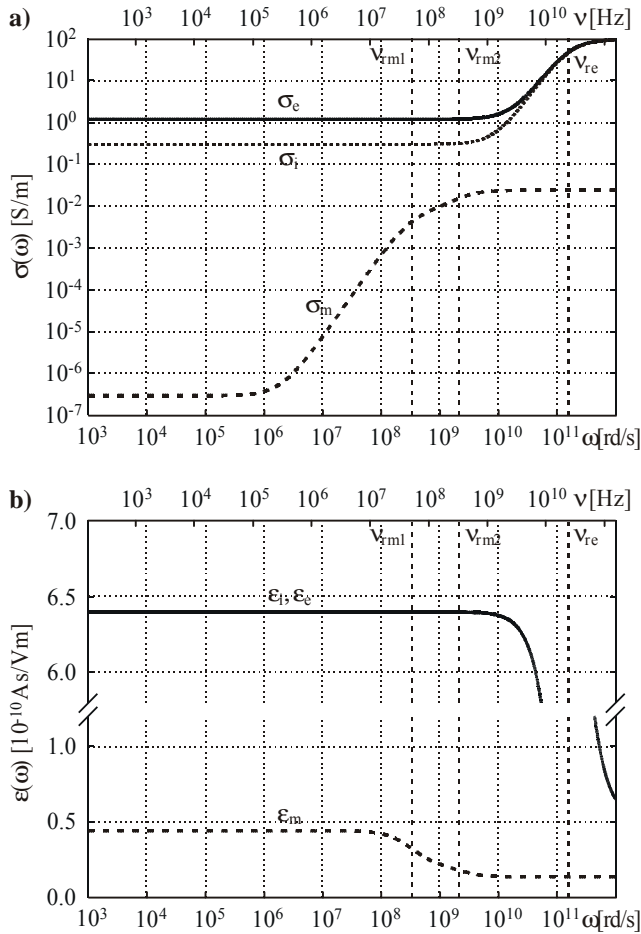 a)
10³ 10⁴ 10⁵ 10⁶ 10⁷ 10⁸ 10⁹ 10¹⁰ ν[Hz]
10²
10¹
10⁰
10⁻¹
10⁻²
10⁻³
10⁻⁴
10⁻⁵
10⁻⁶
10⁻⁷
σ(ω) [S/m]
ν_rm1 ν_rm2 ν_re
σ_e
σ_i
σ_m
10³ 10⁴ 10⁵ 10⁶ 10⁷ 10⁸ 10⁹ 10¹⁰ 10¹¹ ω[rd/s]
b)
10³ 10⁴ 10⁵ 10⁶ 10⁷ 10⁸ 10⁹ 10¹⁰ ν[Hz]
7.0
6.5
6.0
1.0
0.5
0.0
ε(ω) [10⁻¹⁰As/Vm]
ν_rm1 ν_rm2 ν_re
ε_i, ε_e
ε_m
10³ 10⁴ 10⁵ 10⁶ 10⁷ 10⁸ 10⁹ 10¹⁰ 10¹¹ ω[rd/s]